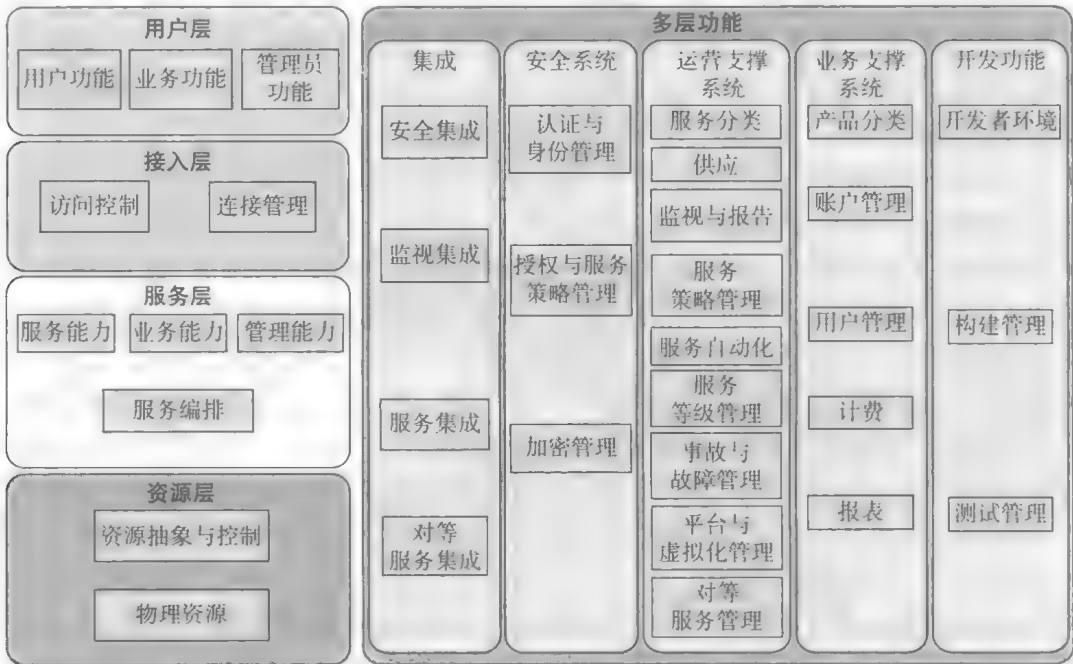 用户层
用户功能
业务功能
管理员
功能
接入层
访问控制
连接管理
服务层
服务能力
业务能力
管理能力
服务编排
资源层
资源抽象与控制
物理资源
多层功能
集成
安全集成
监视集成
服务集成
对等
服务集成
安全系统
认证与
身份管理
授权与服务
策略管理
加密管理
运营支撑
系统
服务分类
供应
监视与报告
服务
策略管理
服务自动化
服务
等级管理
事故与
故障管理
平台与
虚拟化管理
对等
服务管理
业务支撑
系统
产品分类
账户管理
用户管理
计费
报表
开发功能
开发者环境
构建管理
测试管理